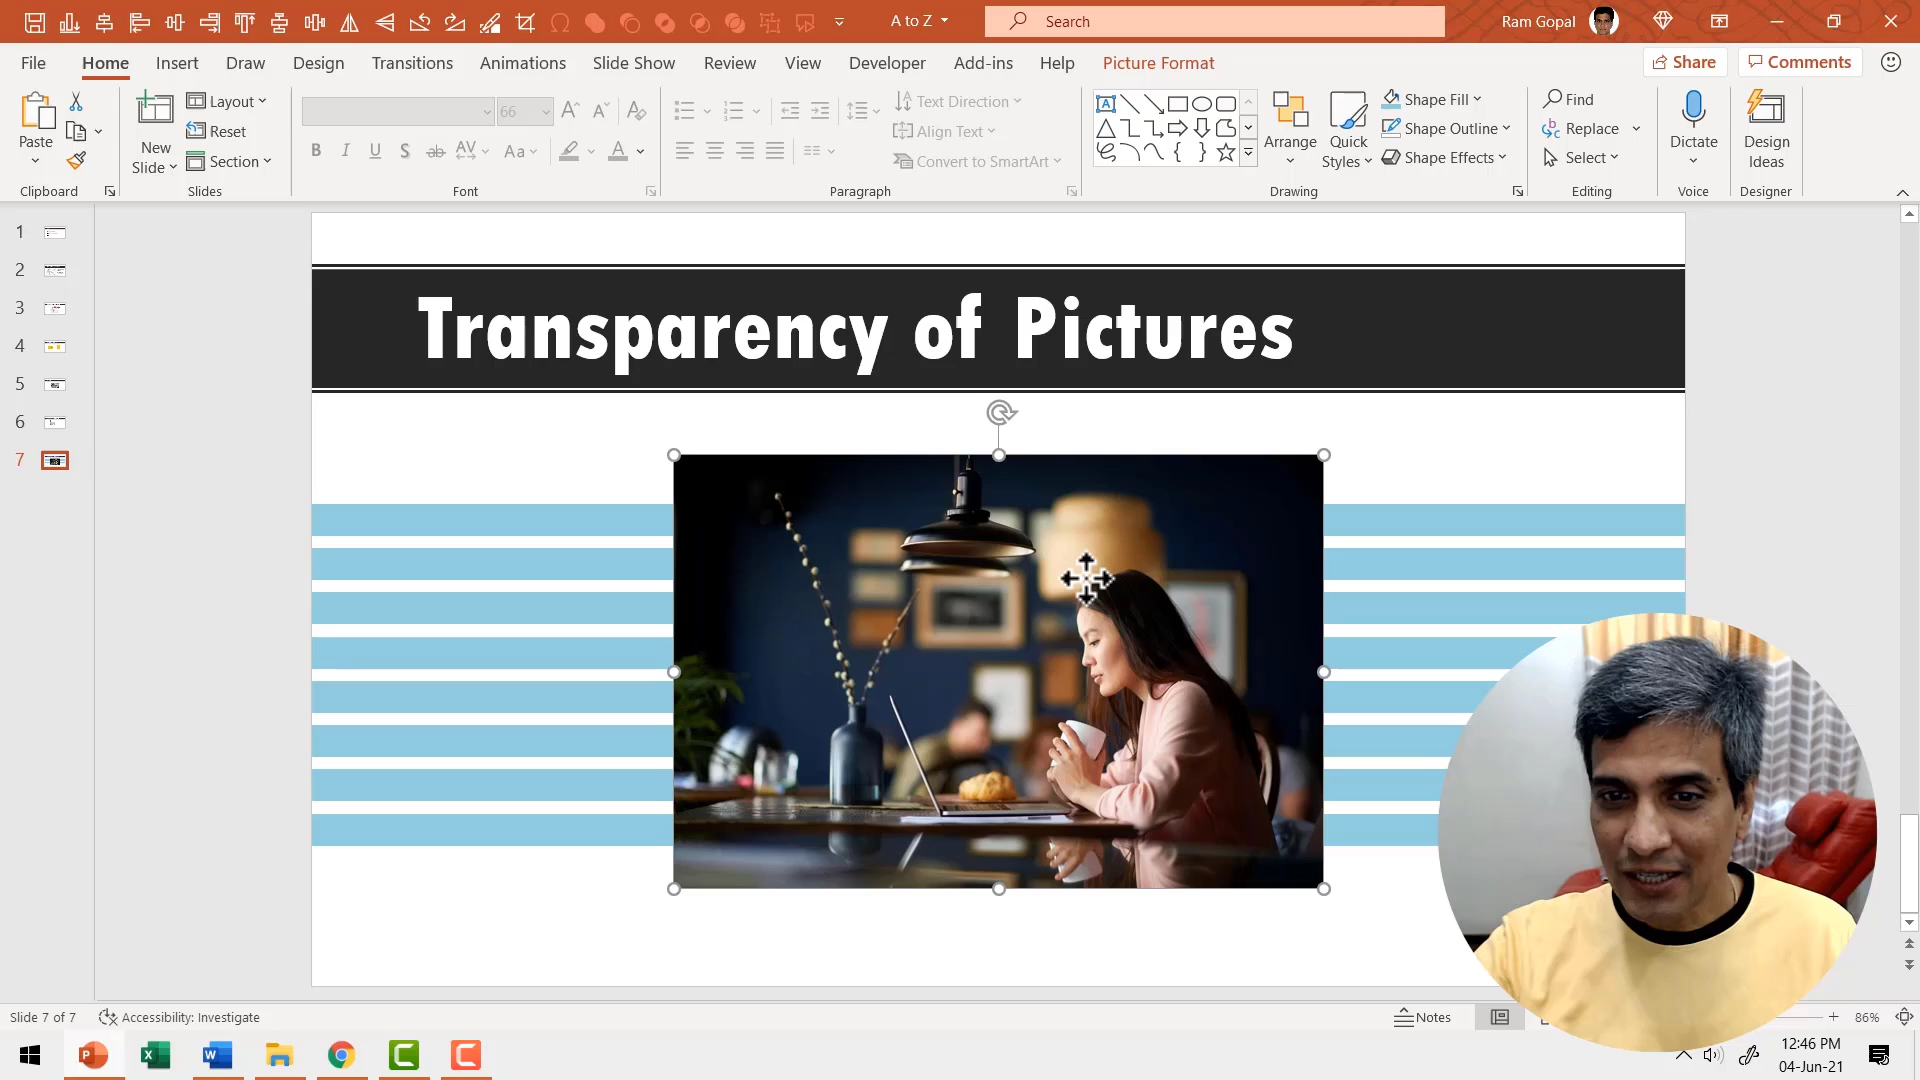 A to Z
Search
Ram Gopal
File
Home
Insert
Draw
Design
Transitions
Animations
Slide Show
Review
View
Developer
Add-ins
Help
Picture Format
Share
Comments
Paste
New
Slide
Layout
Reset
Section
66
B
I
U
S
ab
AV
Aa
A
Text Direction
Align Text
Convert to SmartArt
Arrange
Quick
Styles
Shape Fill
Shape Outline
Shape Effects
Find
Replace
Select
Dictate
Design
Ideas
Clipboard
Slides
Font
Paragraph
Drawing
Editing
Voice
Designer
1
2
3
4
5
6
7
Transparency of Pictures
Slide 7 of 7
Accessibility: Investigate
Notes
86%
12:46 PM
04-Jun-21